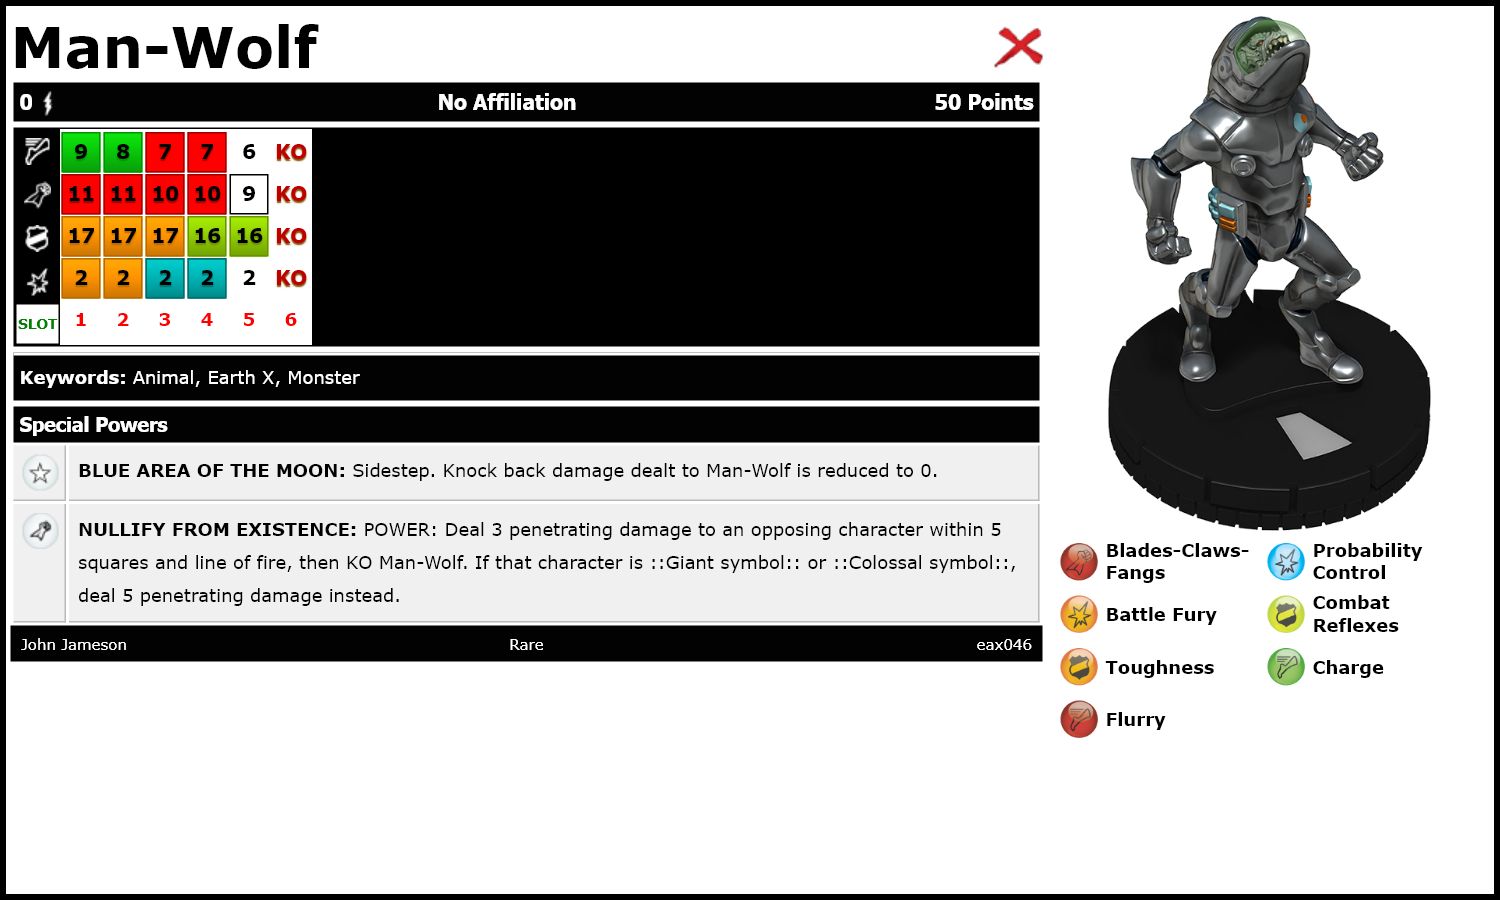 Man-Wolf
0 No Affiliation 50 Points
9 8 7 7 6 KO
11 11 10 10 9 KO
17 17 17 16 16 KO
2 2 2 2 2 KO
SLOT 1 2 3 4 5 6
Keywords: Animal, Earth X, Monster
Special Powers
BLUE AREA OF THE MOON: Sidestep. Knock back damage dealt to Man-Wolf is reduced to 0.
NULLIFY FROM EXISTENCE: POWER: Deal 3 penetrating damage to an opposing character within 5
squares and line of fire, then KO Man-Wolf. If that character is ::Giant symbol:: or ::Colossal symbol::,
deal 5 penetrating damage instead.
John Jameson Rare eax046
Blades-Claws-
Fangs
Probability
Control
Battle Fury
Combat
Reflexes
Toughness
Charge
Flurry